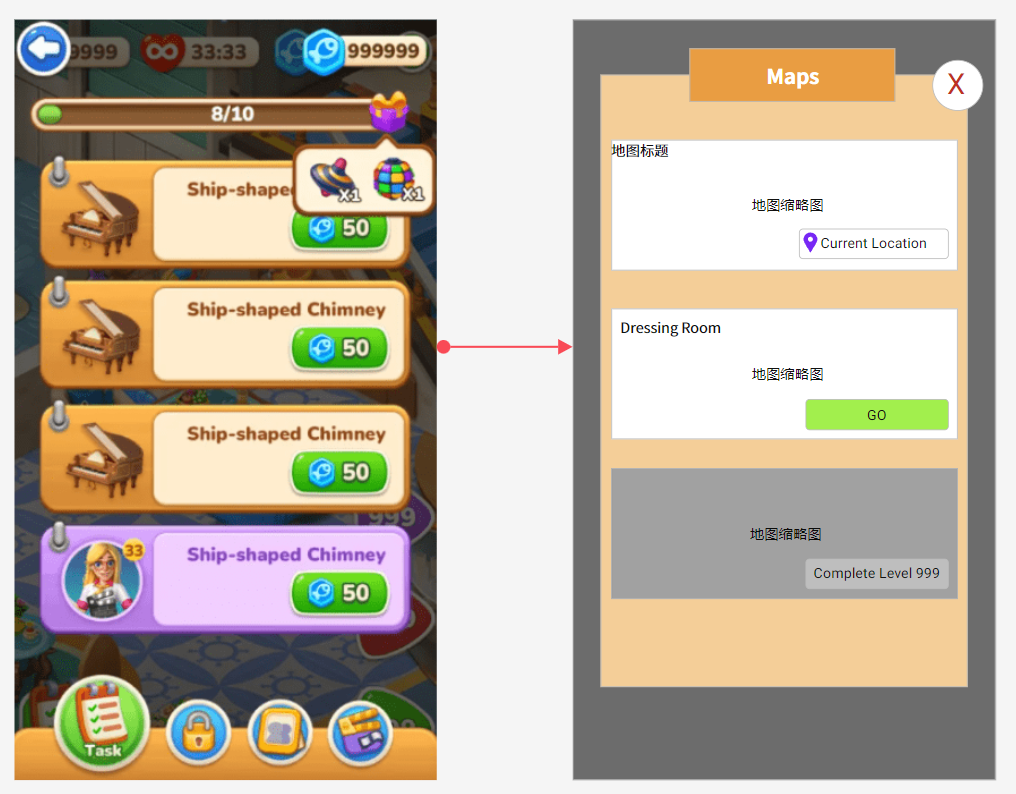 9999
33:33
999999
8/10
Ship-shaped
X1
X1
50
Ship-shaped Chimney
50
Ship-shaped Chimney
50
999
33
Ship-shaped Chimney
50
Task
Maps
X
地图标题
地图缩略图
Current Location
Dressing Room
地图缩略图
GO
地图缩略图
Complete Level 999